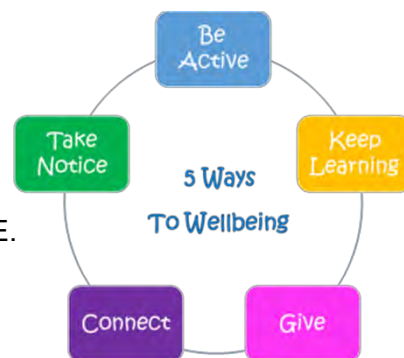 Be
Active
Take
Notice
Keep
Learning
5 Ways
To Wellbeing
E.
Connect
Give